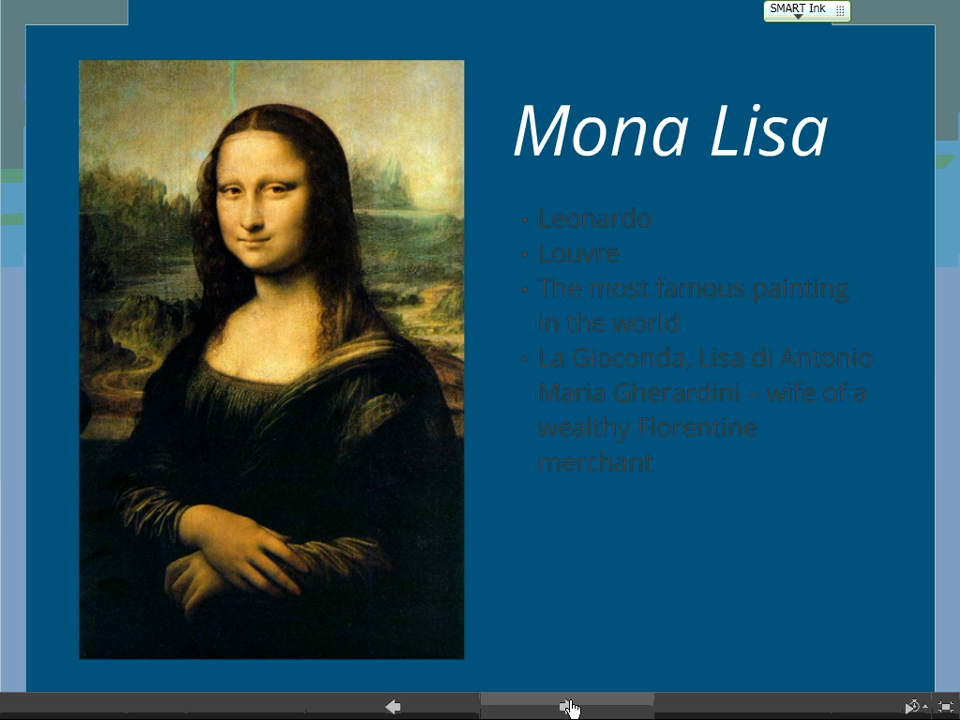 SMART Ink
Mona Lisa
• Leonardo
• Louvre
• The most famous painting
in the world
• La Gioconda, Lisa di Antonio
Maria Gherardini – wife of a
wealthy Florentine
merchant